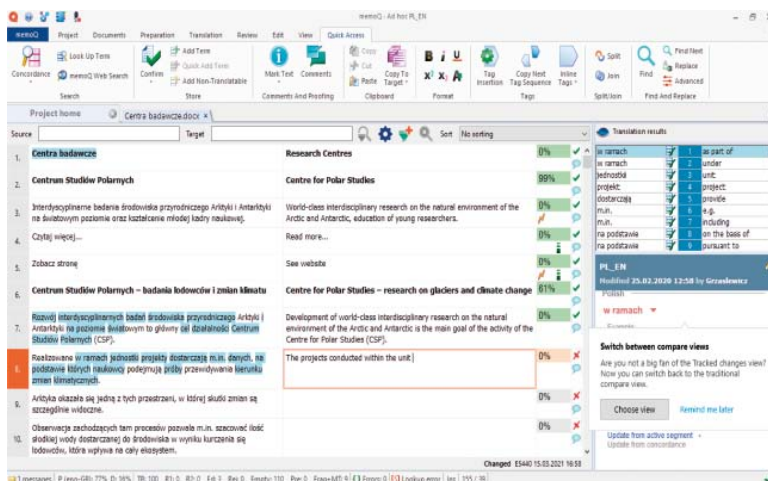 memoQ - Ad hoc PL_EN
memoQ Project Documents Preparation Translation Review Edit View Quick Access
Concordance
Look Up Term
memoQ Web Search
Search
Confirm
Add Term
Quick Add Term
Add Non-Translatable
Store
Mark Text
Comments
Comments And Proofing
Copy
Cut
Paste
Copy To Target
Clipboard
B i U
X² X₂ A
Format
Tag Insertion
Copy Next Tag Sequence
Inline Tags
Tags
Split
Join
Split/Join
Find
Find Next
Replace
Advanced
Find And Replace
Project home Centra badawcze.docx x
Source Target Sort No sorting
1. Centra badawcze Research Centres 0%
2. Centrum Studiów Polarnych Centre for Polar Studies 99%
3. Interdyscyplinarne badania środowiska przyrodniczego Arktyki i Antarktyki
na światowym poziomie oraz kształcenie młodej kadry naukowej.
World-class interdisciplinary research on the natural environment of the
Arctic and Antarctic, education of young researchers.
0%
4. Czytaj więcej... Read more... 0%
5. Zobacz stronę See website 0%
6. Centrum Studiów Polarnych – badania lodowców i zmian klimatu Centre for Polar Studies – research on glaciers and climate change 61%
7. Rozwój interdyscyplinarnych badań środowiska przyrodniczego Arktyki i
Antarktyki na poziomie światowym to główny cel działalności Centrum
Studiów Polarnych (CSP).
Development of world-class interdisciplinary research on the natural
environment of the Arctic and Antarctic is the main goal of the activity of the
Centre for Polar Studies (CSP).
0%
8. Realizowane w ramach jednostki projekty dostarczają m.in. danych, na
podstawie których naukowcy podejmują próby przewidywania kierunku
zmian klimatycznych.
The projects conducted within the unit
0%
9. Arktyka okazała się jedną z tych przestrzeni, w której skutki zmian są
szczególnie widoczne.
0%
10. Obserwacja zachodzących tam procesów pozwala m.in. szacować ilość
słodkiej wody dostarczanej do środowiska w wyniku kurczenia się
lodowców, która wpływa na cały ekosystem.
0%
Changed ES440 15.03.2021 16:58
Translation results
w ramach 1 as part of
w ramach 2 under
jednostki 3 unit
projekt 4 project
dostarczają 5 provide
m.in. 6 e.g.
m.in. 7 including
na podstawie 8 on the basis of
na podstawie 9 pursuant to
PL_EN
Modified 25.02.2020 12:58 by Grzaslewicz
Polish
w ramach
Switch between compare views
Are you not a big fan of the Tracked changes view?
Now you can switch back to the traditional
compare view.
Choose view Remind me later
Update from active segment
Update from concordance